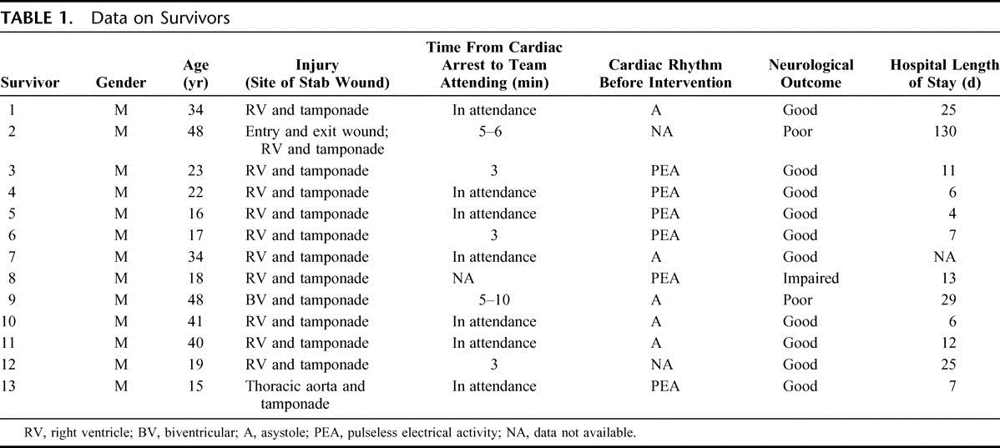 TABLE 1. Data on Survivors
Survivor Gender Age (yr) Injury (Site of Stab Wound) Time From Cardiac Arrest to Team Attending (min) Cardiac Rhythm Before Intervention Neurological Outcome Hospital Length of Stay (d)
1 M 34 RV and tamponade In attendance A Good 25
2 M 48 Entry and exit wound; RV and tamponade 5–6 NA Poor 130
3 M 23 RV and tamponade 3 PEA Good 11
4 M 22 RV and tamponade In attendance PEA Good 6
5 M 16 RV and tamponade In attendance PEA Good 4
6 M 17 RV and tamponade 3 PEA Good 7
7 M 34 RV and tamponade In attendance A Good NA
8 M 18 RV and tamponade NA PEA Impaired 13
9 M 48 BV and tamponade 5–10 A Poor 29
10 M 41 RV and tamponade In attendance A Good 6
11 M 40 RV and tamponade In attendance A Good 12
12 M 19 RV and tamponade 3 NA Good 25
13 M 15 Thoracic aorta and tamponade In attendance PEA Good 7
RV, right ventricle; BV, biventricular; A, asystole; PEA, pulseless electrical activity; NA, data not available.